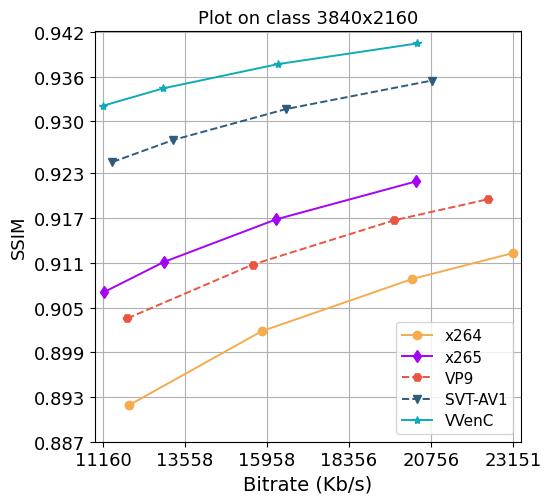 Plot on class 3840x2160
0.942
0.936
0.930
0.923
0.917
0.911
0.905
0.899
0.893
0.887
SSIM
x264
x265
VP9
SVT-AV1
VVenC
11160 13558 15958 18356 20756 23151
Bitrate (Kb/s)